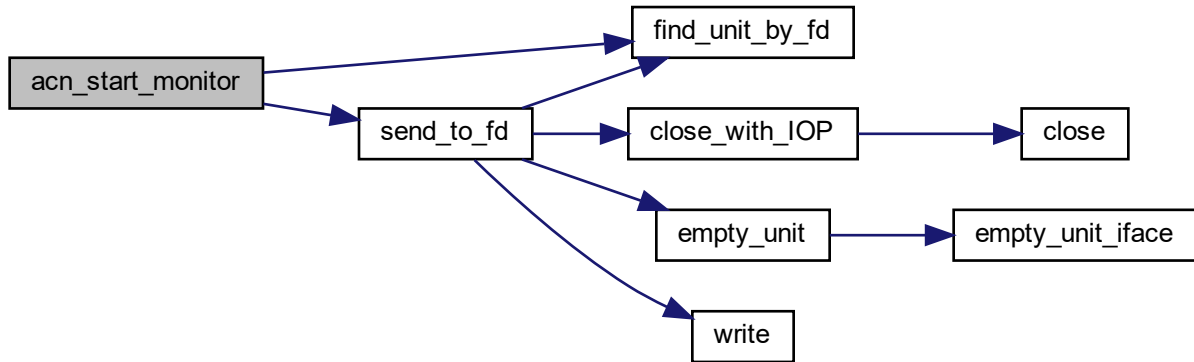 find_unit_by_fd
acn_start_monitor
send_to_fd
close_with_IOP
close
empty_unit
empty_unit_iface
write